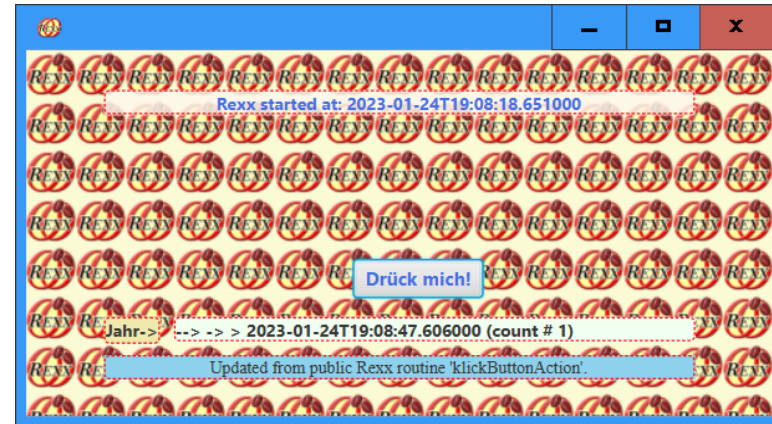 Rexx started at: 2023-01-24T19:08:18.651000
Drück mich!
Jahr-> --> -> > 2023-01-24T19:08:47.606000 (count # 1)
Updated from public Rexx routine 'klickButtonAction'.